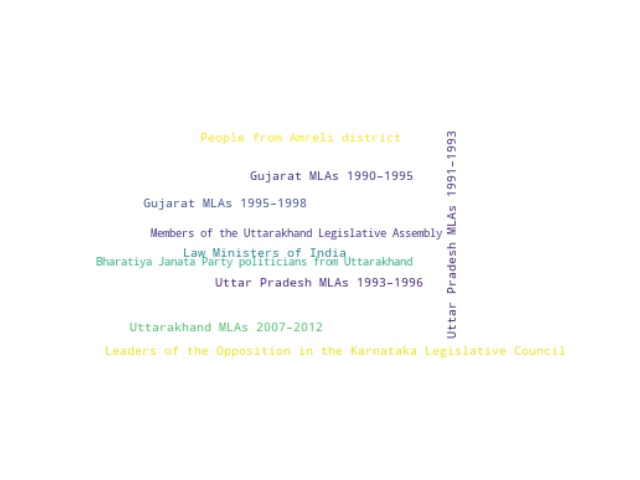 People from Amreli district
Uttar Pradesh MLAs 1991–1993
Gujarat MLAs 1990–1995
Gujarat MLAs 1995–1998
Members of the Uttarakhand Legislative Assembly
Law Ministers of India
Bharatiya Janata Party politicians from Uttarakhand
Uttar Pradesh MLAs 1993–1996
Uttarakhand MLAs 2007–2012
Leaders of the Opposition in the Karnataka Legislative Council